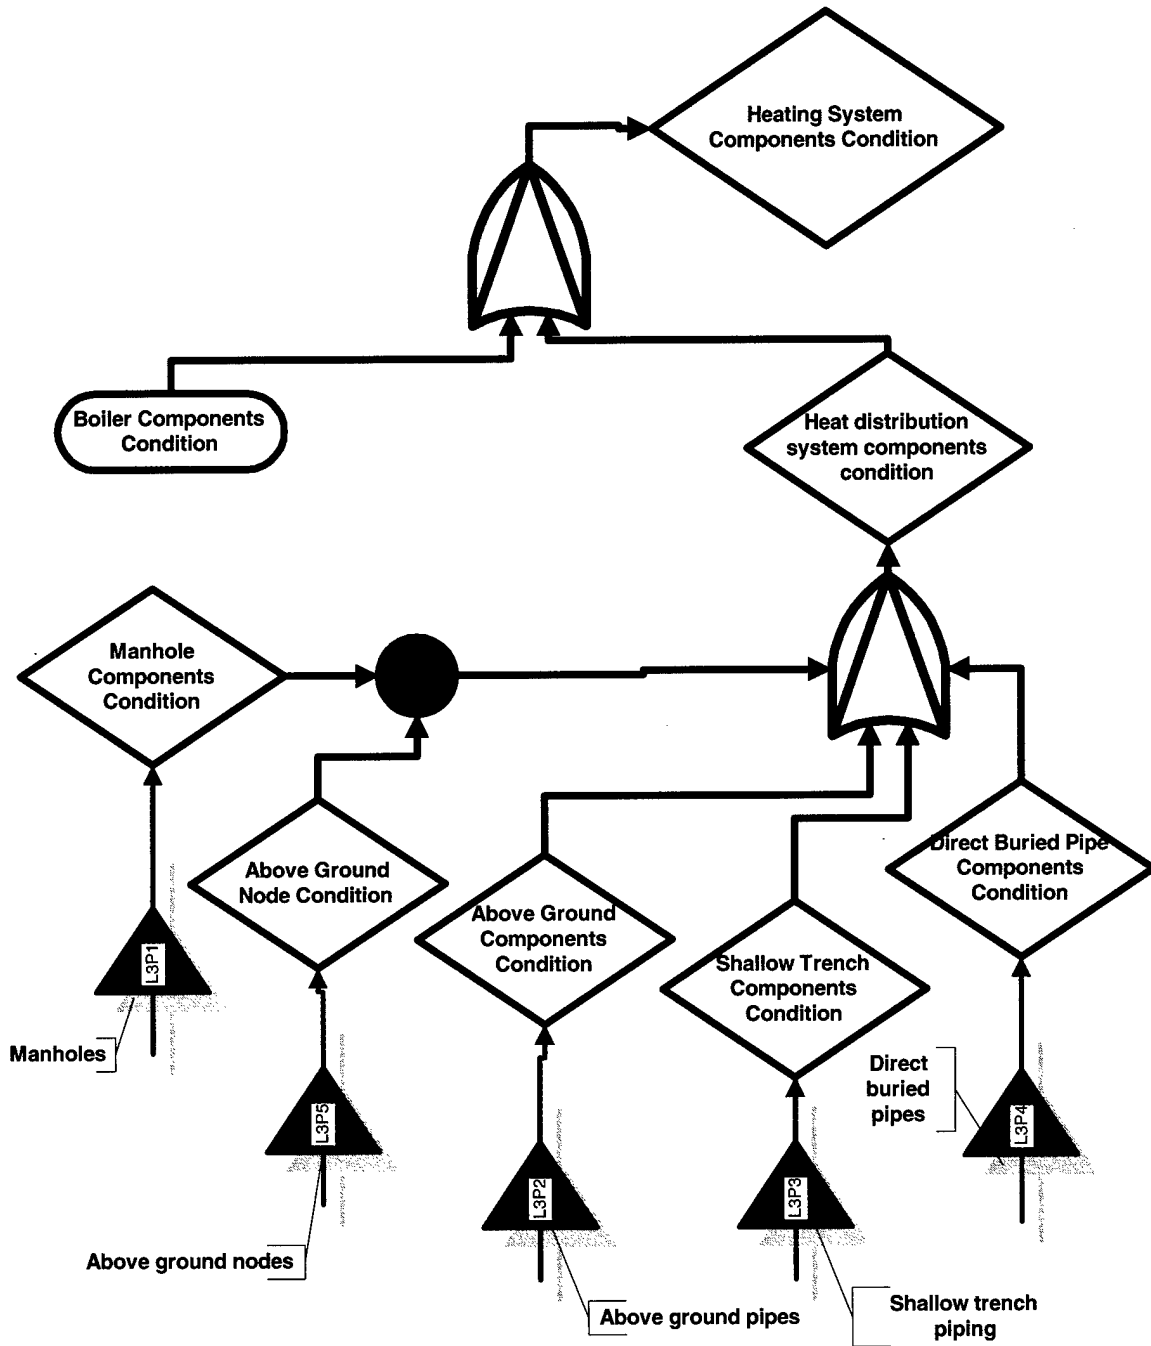 Heating System
Components Condition
Boiler Components
Condition
Heat distribution
system components
condition
Manhole
Components
Condition
Above Ground
Node Condition
Above Ground
Components
Condition
Shallow Trench
Components
Condition
Direct Buried Pipe
Components
Condition
L3P1
Manholes
L3P5
Above ground nodes
L3P2
Above ground pipes
L3P3
Shallow trench
piping
Direct
buried
pipes
L3P4